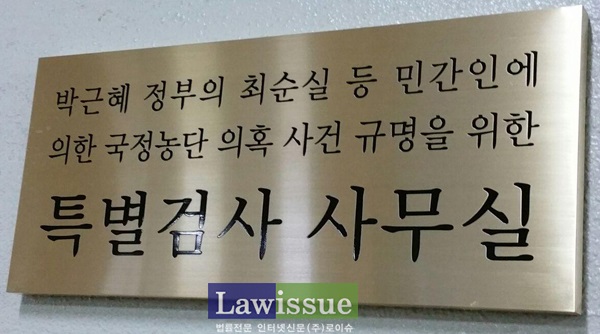 박근혜 정부의 최순실 등 민간인에
의한 국정농단 의혹 사건 규명을 위한
특별검사 사무실
Lawissue
법률전문 인터넷신문(주)로이슈